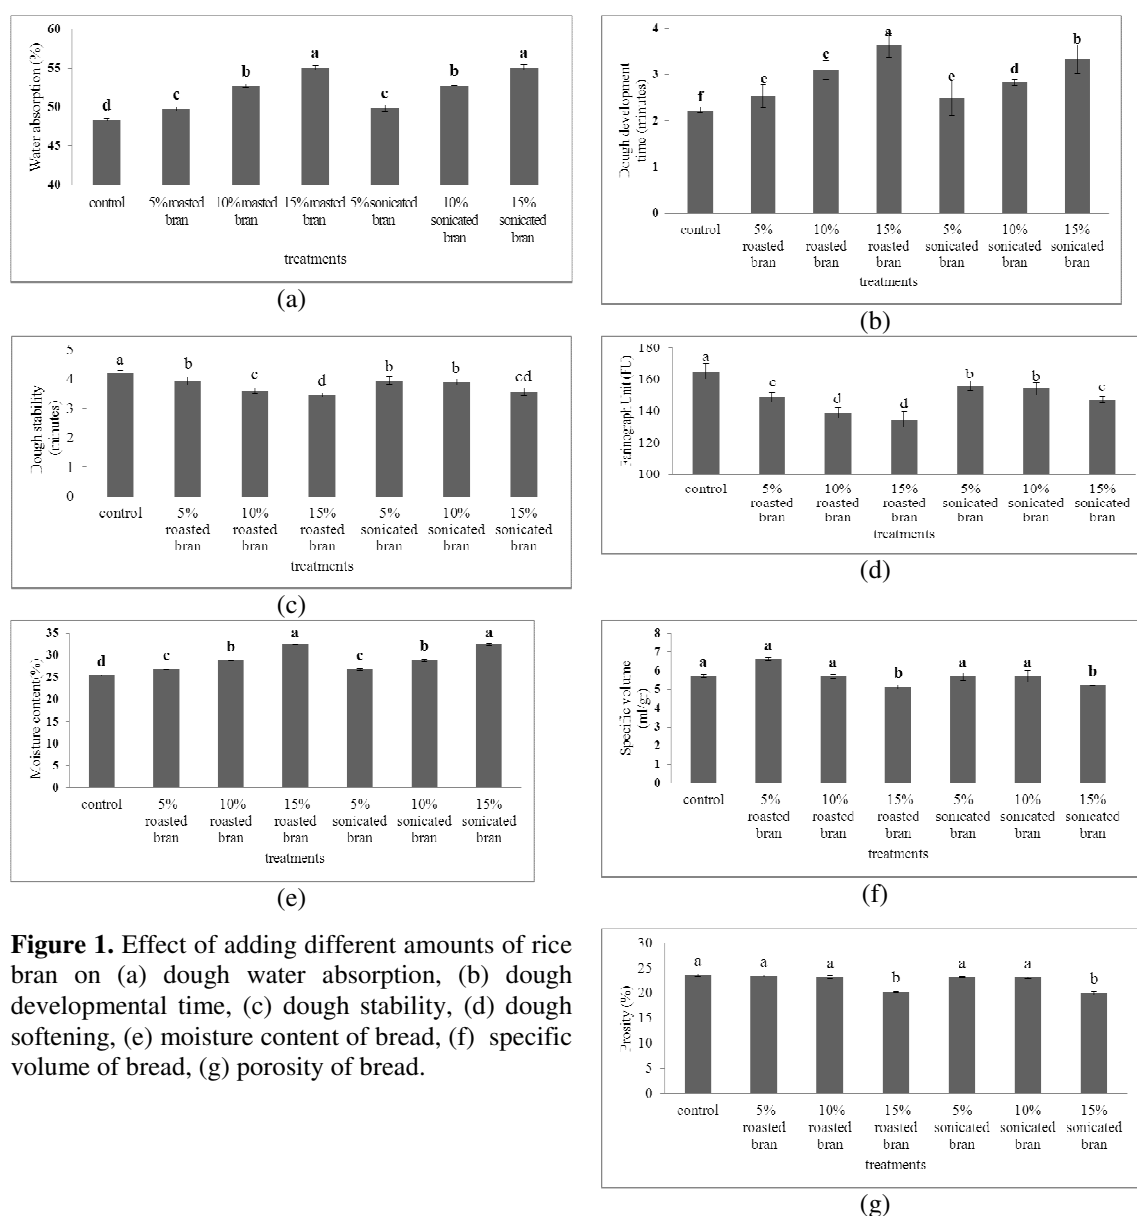 60
55
50
45
40
Water absorption (%)
d
c
b
a
c
b
a
control
5%roasted bran
10%roasted bran
15%roasted bran
5%sonicated bran
10% sonicated bran
15% sonicated bran
treatments
(a)
4
3
2
1
0
Dough development
time (minutes)
f
e
c
a
e
d
b
control
5% roasted bran
10% roasted bran
15% roasted bran
5% sonicated bran
10% sonicated bran
15% sonicated bran
treatments
(b)
5
4
3
2
1
0
Dough stability
(minutes)
a
b
c
d
b
b
cd
control
5% roasted bran
10% roasted bran
15% roasted bran
5% sonicated bran
10% sonicated bran
15% sonicated bran
treatments
(c)
180
160
140
120
100
Farinograph Unit (FU)
a
c
d
d
b
b
c
control
5% roasted bran
10% roasted bran
15% roasted bran
5% sonicated bran
10% sonicated bran
15% sonicated bran
treatments
(d)
35
30
25
20
15
10
5
0
Moisture content(%)
d
c
b
a
c
b
a
control
5% roasted bran
10% roasted bran
15% roasted bran
5% sonicated bran
10% sonicated bran
15% sonicated bran
treatments
(e)
8
7
6
5
4
3
2
1
0
Specific volume
(ml/gr)
a
a
a
b
a
a
b
control
5% roasted bran
10% roasted bran
15% roasted bran
5% sonicated bran
10% sonicated bran
15% sonicated bran
treatments
(f)
Figure 1. Effect of adding different amounts of rice
bran on (a) dough water absorption, (b) dough
developmental time, (c) dough stability, (d) dough
softening, (e) moisture content of bread, (f) specific
volume of bread, (g) porosity of bread.
30
25
20
15
10
5
0
Prosity (%)
a
a
a
b
a
a
b
control
5% roasted bran
10% roasted bran
15% roasted bran
5% sonicated bran
10% sonicated bran
15% sonicated bran
treatments
(g)